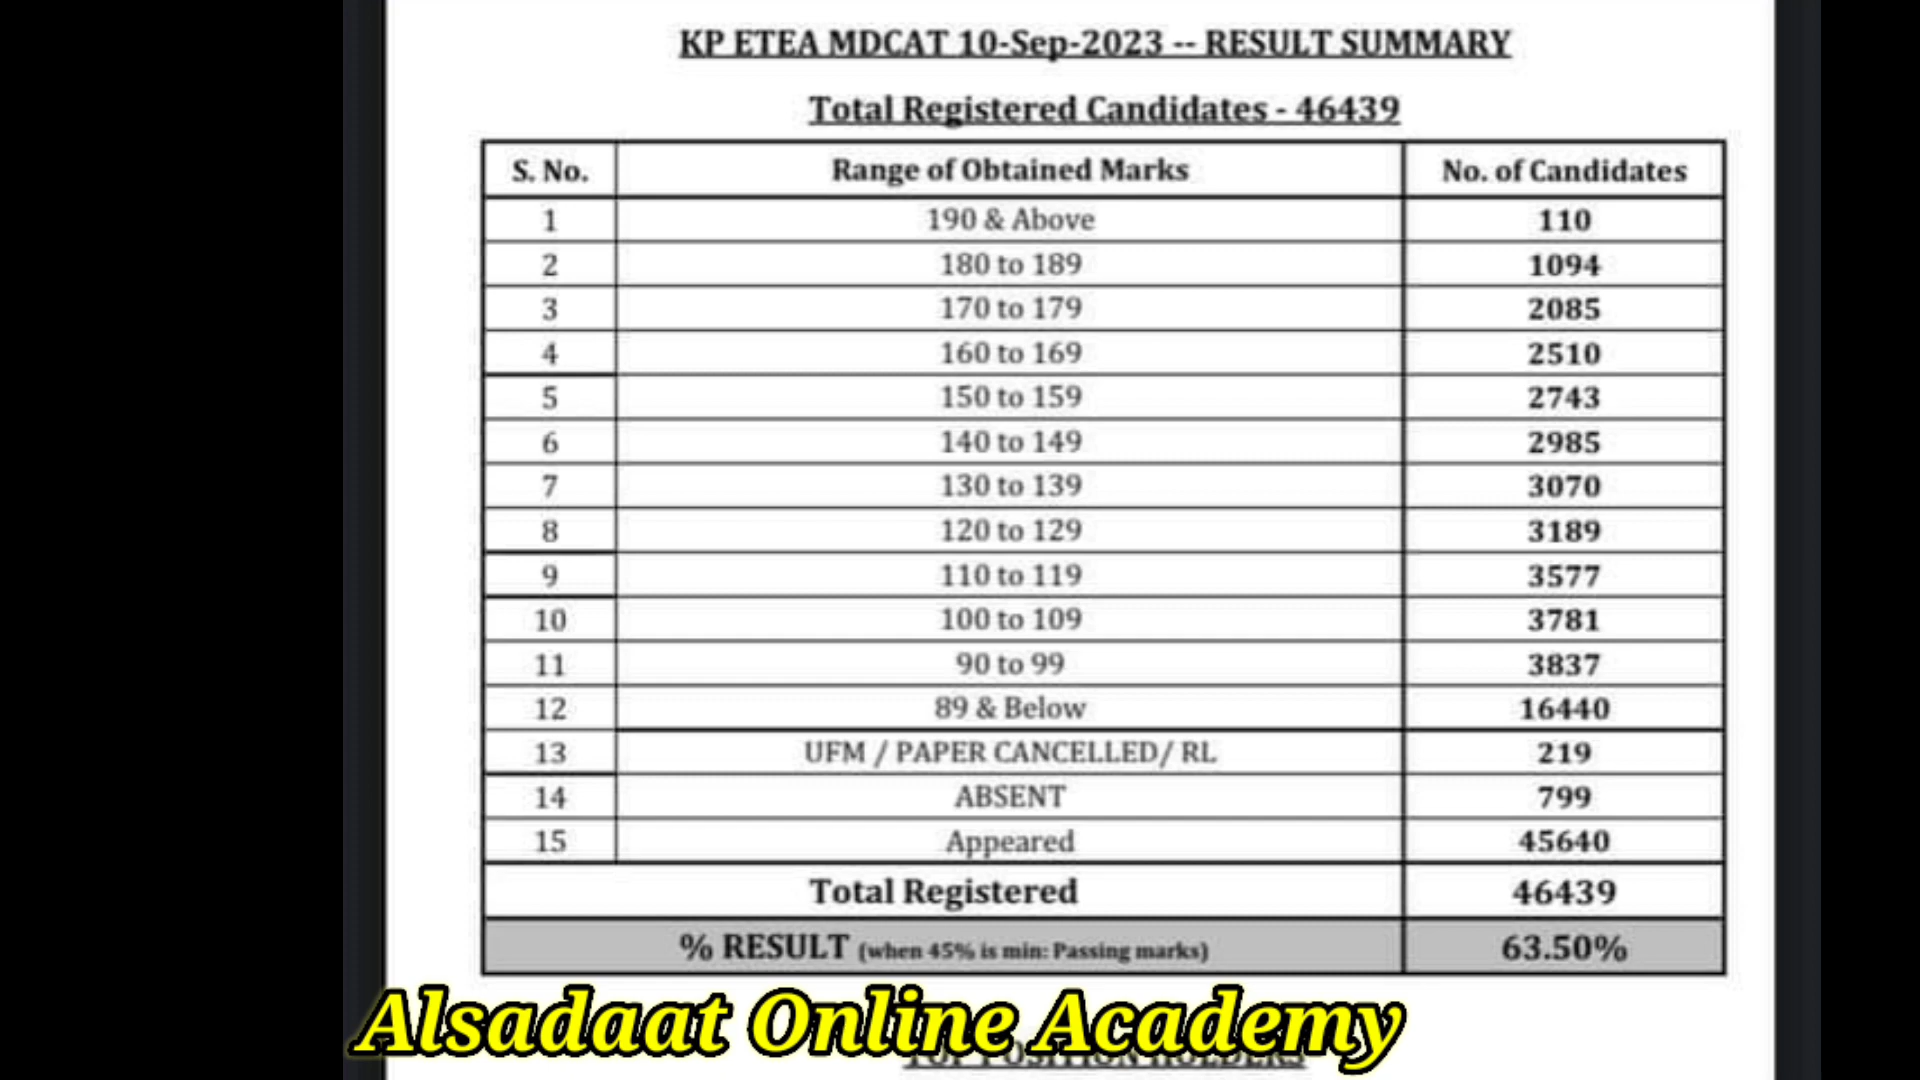 KP ETEA MDCAT 10-Sep-2023 -- RESULT SUMMARY
Total Registered Candidates - 46439
S. No. Range of Obtained Marks No. of Candidates
1 190 & Above 110
2 180 to 189 1094
3 170 to 179 2085
4 160 to 169 2510
5 150 to 159 2743
6 140 to 149 2985
7 130 to 139 3070
8 120 to 129 3189
9 110 to 119 3577
10 100 to 109 3781
11 90 to 99 3837
12 89 & Below 16440
13 UFM / PAPER CANCELLED/ RL 219
14 ABSENT 799
15 Appeared 45640
Total Registered 46439
% RESULT (when 45% is min: Passing marks) 63.50%
Alsadaat Online Academy
TOP POSITION HOLDERS